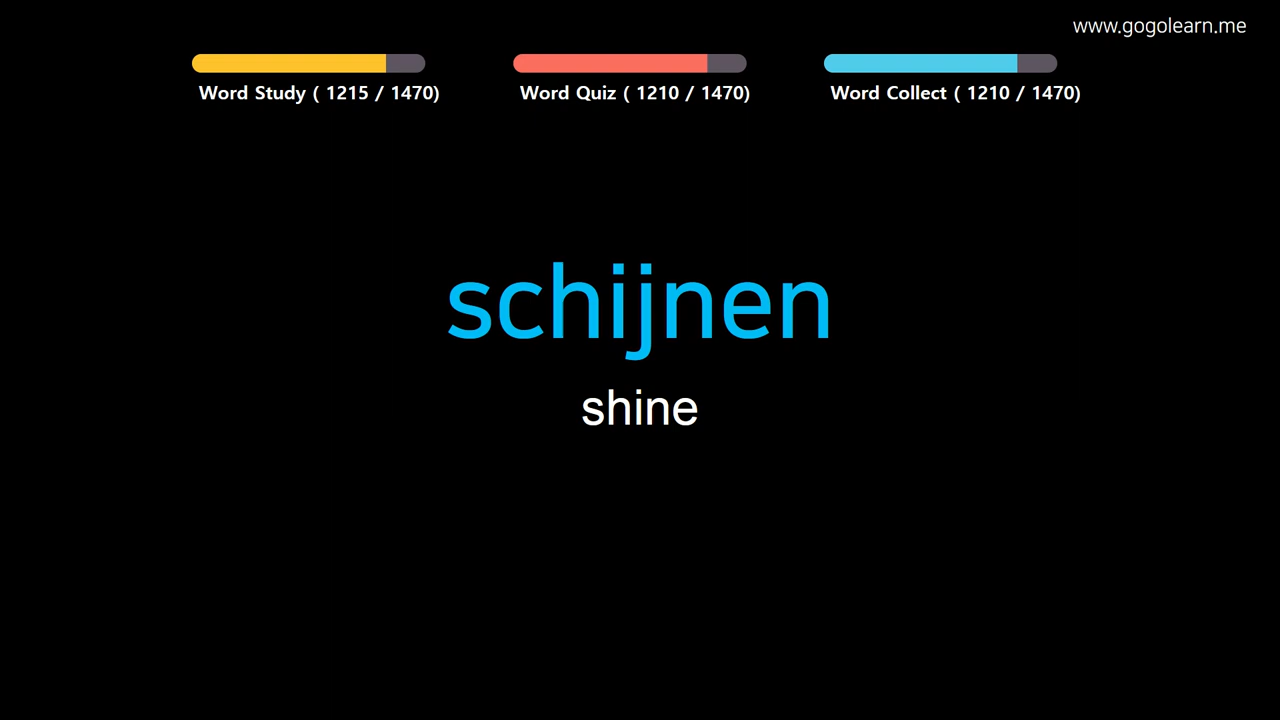 www.gogolearn.me
Word Study ( 1215 / 1470)
Word Quiz ( 1210 / 1470)
Word Collect ( 1210 / 1470)
schijnen
shine